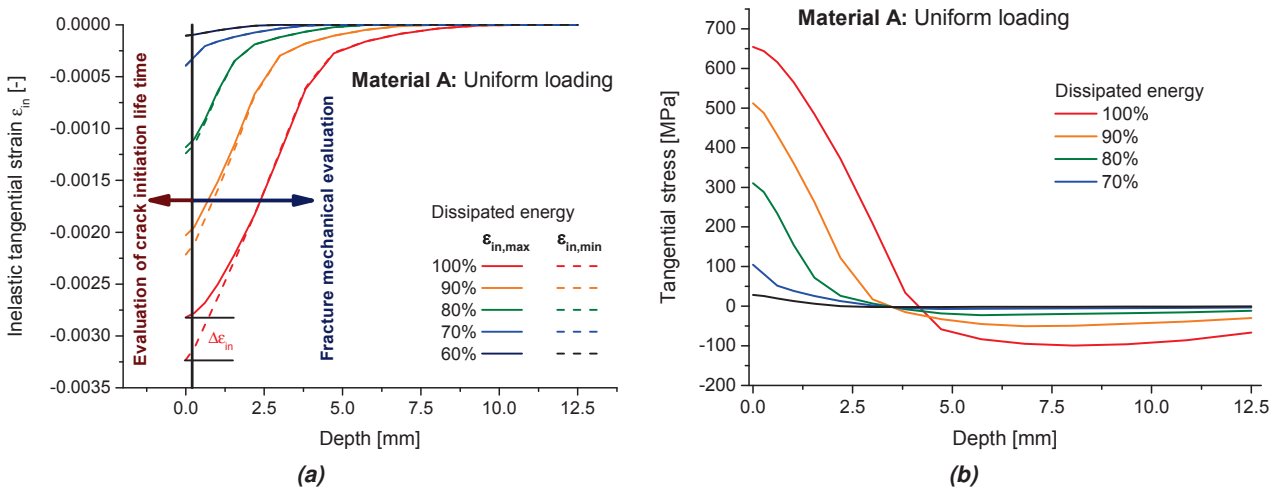 0.0000
-0.0005
-0.0010
-0.0015
-0.0020
-0.0025
-0.0030
-0.0035
Inelastic tangential strain ε_in [-]
Evaluation of crack initiation life time
Fracture mechanical evaluation
Material A: Uniform loading
Dissipated energy
ε_in,max ε_in,min
100%
90%
80%
70%
60%
Δε_in
0.0 2.5 5.0 7.5 10.0 12.5
Depth [mm]
(a)
Material A: Uniform loading
700
600
500
400
300
200
100
0
-100
-200
Tangential stress [MPa]
Dissipated energy
100%
90%
80%
70%
0.0 2.5 5.0 7.5 10.0 12.5
Depth [mm]
(b)